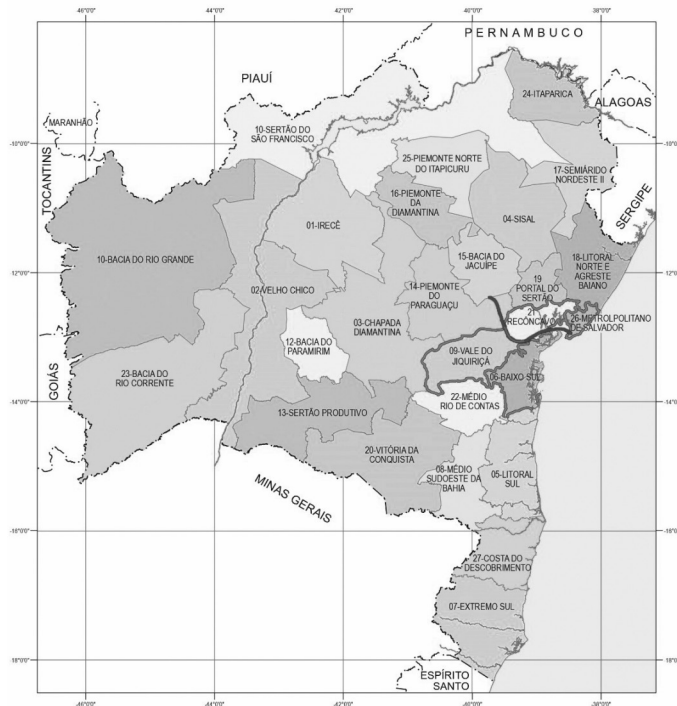 42°0'0"
40°0'0"
38°0'0"
PERNAMBUCO
PIAUÍ
24-ITAPARICA
ALAGOAS
MARANHÃO
10-SERTÃO DO
SÃO FRANCISCO
-10°0'0"
-10°0'0"
25-PIEMONTE NORTE
DO ITAPICURU
17-SEMIÁRIDO
NORDESTE II
TOCANTINS
16-PIEMONTE
DA
DIAMANTINA
SERGIPE
04-SISAL
01-IRECÊ
10-BACIA DO RIO GRANDE
15-BACIA DO
JACUÍPE
18-LITORAL
NORTE E
AGRESTE
BAIANO
-12°0'0"
-12°0'0"
02-VELHO CHICO
14-PIEMONTE
DO
PARAGUAÇU
19
PORTAL DO
SERTÃO
21
RECÔNCAVO
26-METROLPOLITANO
DE SALVADOR
03-CHAPADA
DIAMANTINA
12-BACIA DO
PARAMIRIM
09-VALE DO
JIQUIRIÇÁ
GOIÁS
23-BACIA DO
RIO CORRENTE
06-BAIXO SUL
22-MÉDIO
RIO DE CONTAS
-14°0'0"
-14°0'0"
13-SERTÃO PRODUTIVO
20-VITÓRIA DA
CONQUISTA
08-MÉDIO
SUDOESTE DA
BAHIA
05-LITORAL
SUL
MINAS GERAIS
-16°0'0"
-16°0'0"
27-COSTA DO
DESCOBRIMENTO
07-EXTREMO SUL
-18°0'0"
-18°0'0"
ESPÍRITO
SANTO